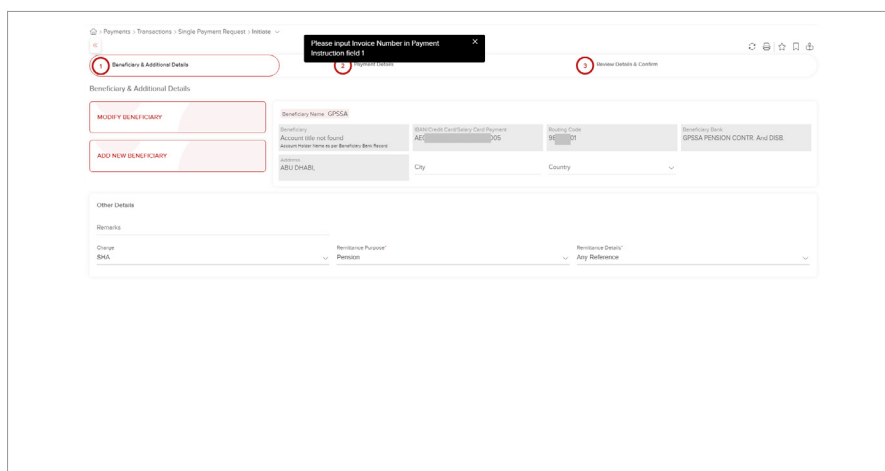 Payments > Transactions > Single Payment Request > Initiate
Please input Invoice Number in Payment
Instruction field 1
1 Beneficiary & Additional Details
2 Payment Details
3 Review Details & Confirm
Beneficiary & Additional Details
MODIFY BENEFICIARY
ADD NEW BENEFICIARY
Beneficiary Name GPSSA
Beneficiary
Account title not found
Account Holder Name as per Beneficiary Bank Record
IBAN/Credit Card/Salary Card Payment
AE 005
Routing Code
9 01
Beneficiary Bank
GPSSA PENSION CONTR. And DISB.
Address
ABU DHABI,
City
Country
Other Details
Remarks
Charge
SHA
Remittance Purpose*
Pension
Remittance Details*
Any Reference